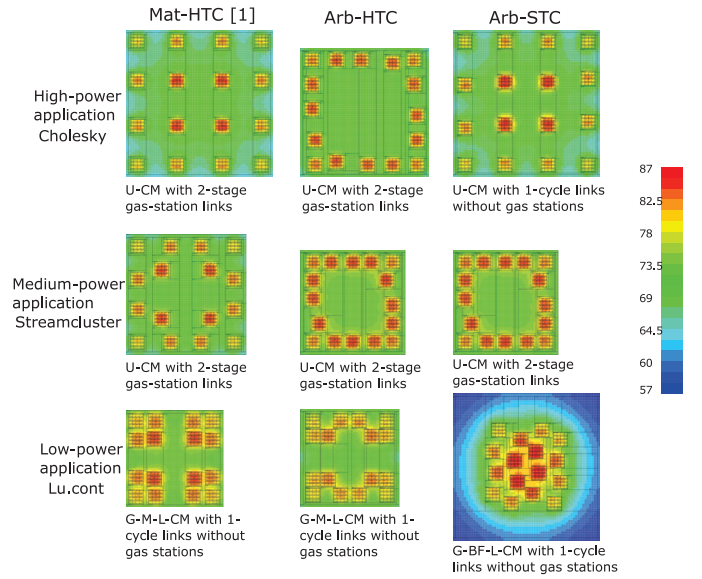 Mat-HTC [1]
Arb-HTC
Arb-STC
High-power
application
Cholesky
U-CM with 2-stage
gas-station links
U-CM with 2-stage
gas-station links
U-CM with 1-cycle links
without gas stations
Medium-power
application
Streamcluster
U-CM with 2-stage
gas-station links
U-CM with 2-stage
gas-station links
U-CM with 2-stage
gas-station links
Low-power
application
Lu.cont
G-M-L-CM with 1-
cycle links without
gas stations
G-M-L-CM with 1-
cycle links without
gas stations
G-BF-L-CM with 1-cycle
links without gas stations
87
82.5
78
73.5
69
64.5
60
57